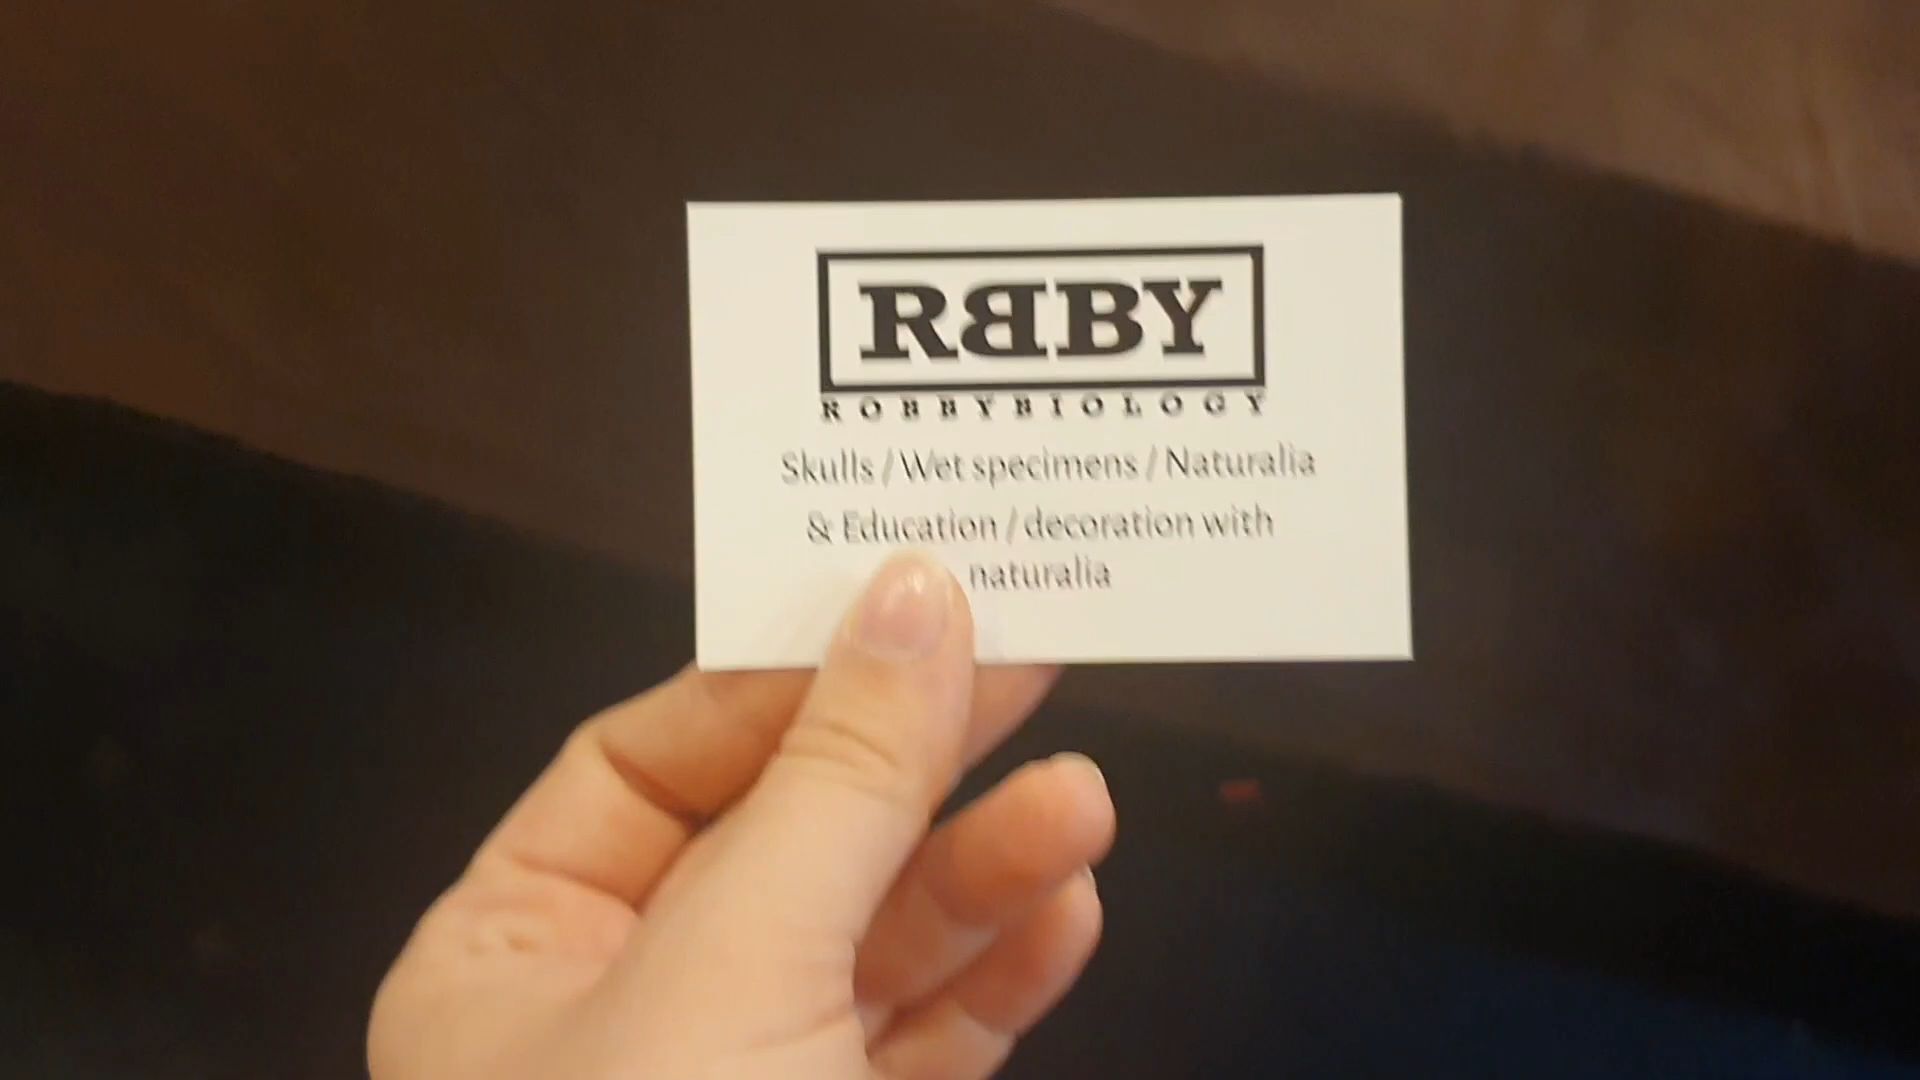 RBBY
ROBBYBIOLOGY
Skulls / Wet specimens / Naturalia
& Education / decoration with
naturalia